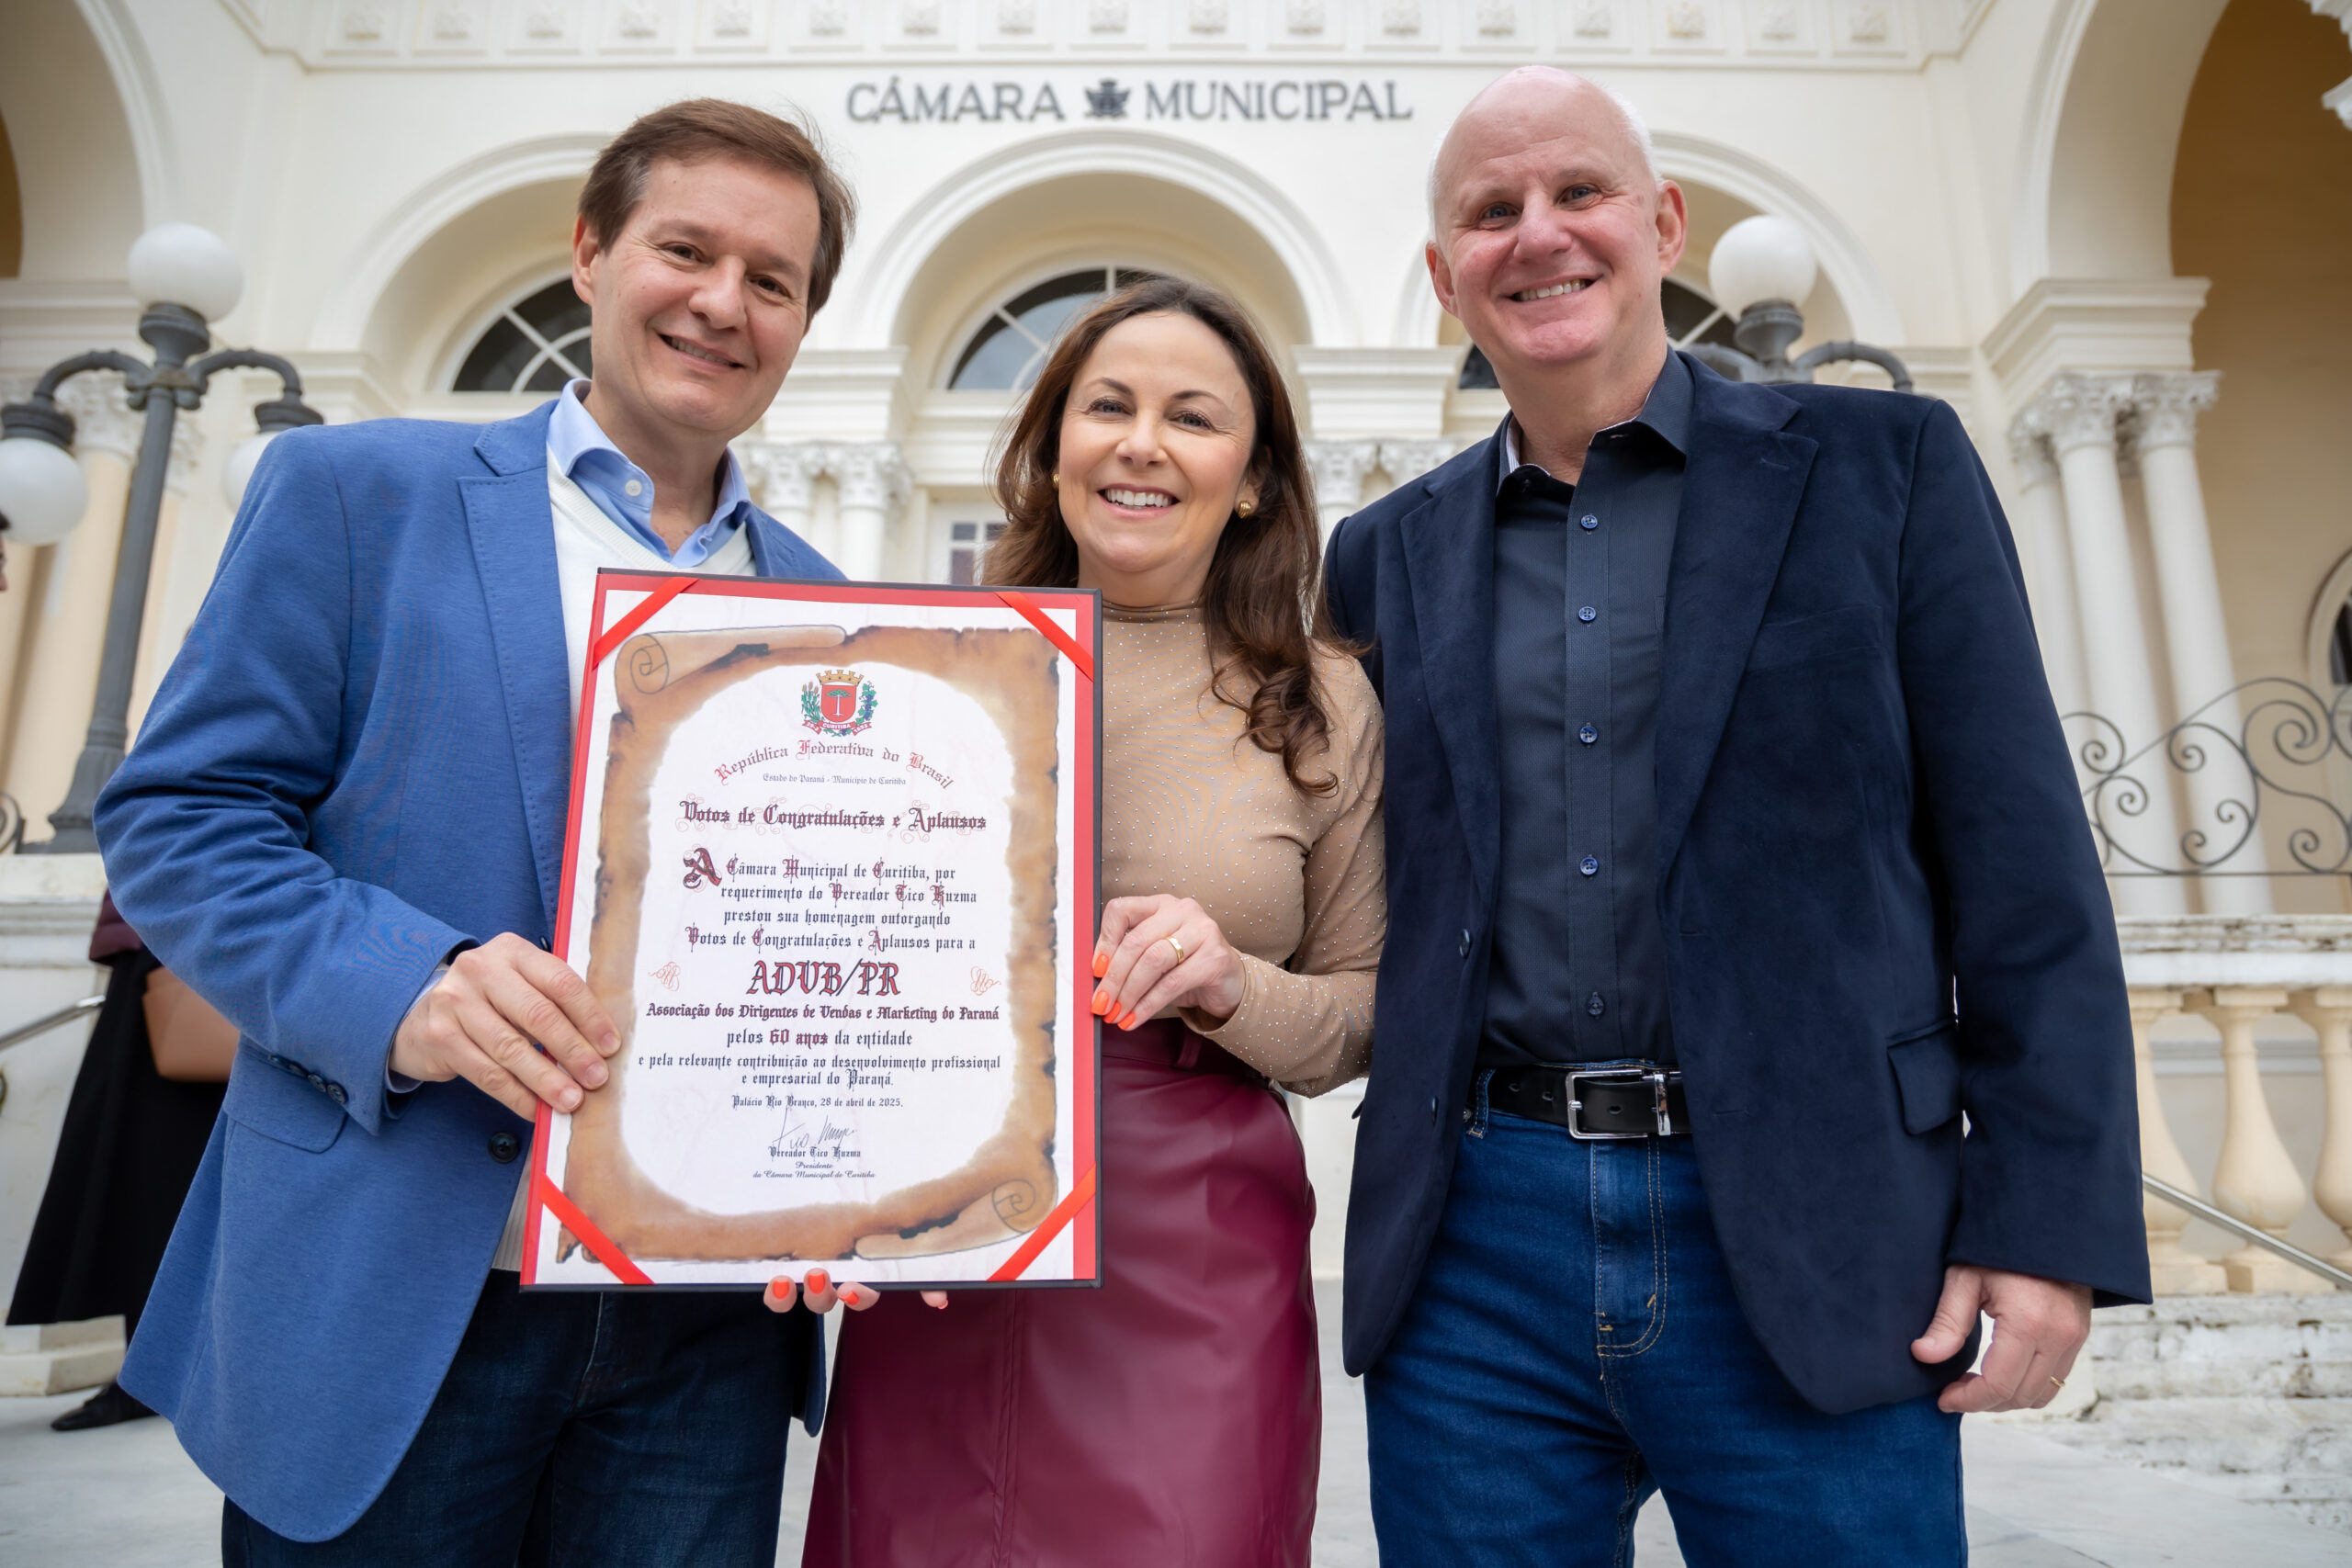 CÁMARA MUNICIPAL
CURITIBA
República Federativa do Brasil
Estado do Paraná - Município de Curitiba
Votos de Congratulações e Aplausos
A Câmara Municipal de Curitiba, por
requerimento do Vereador Tico Kuzma
prestou sua homenagem outorgando
Votos de Congratulações e Aplausos para a
ADVB/PR
Associação dos Dirigentes de Vendas e Marketing do Paraná
pelos 60 anos da entidade
e pela relevante contribuição ao desenvolvimento profissional
e empresarial do Paraná.
Palácio Rio Branco, 28 de abril de 2025.
Vereador Tico Kuzma
Presidente
da Câmara Municipal de Curitiba